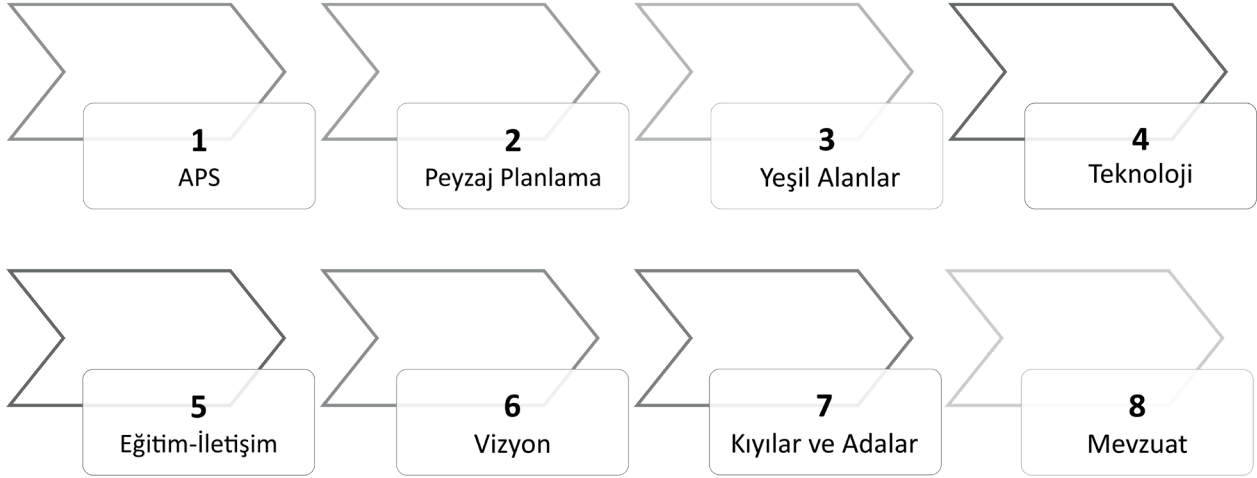 1
APS
2
Peyzaj Planlama
3
Yeşil Alanlar
4
Teknoloji
5
Eğitim-İletişim
6
Vizyon
7
Kıyılar ve Adalar
8
Mevzuat